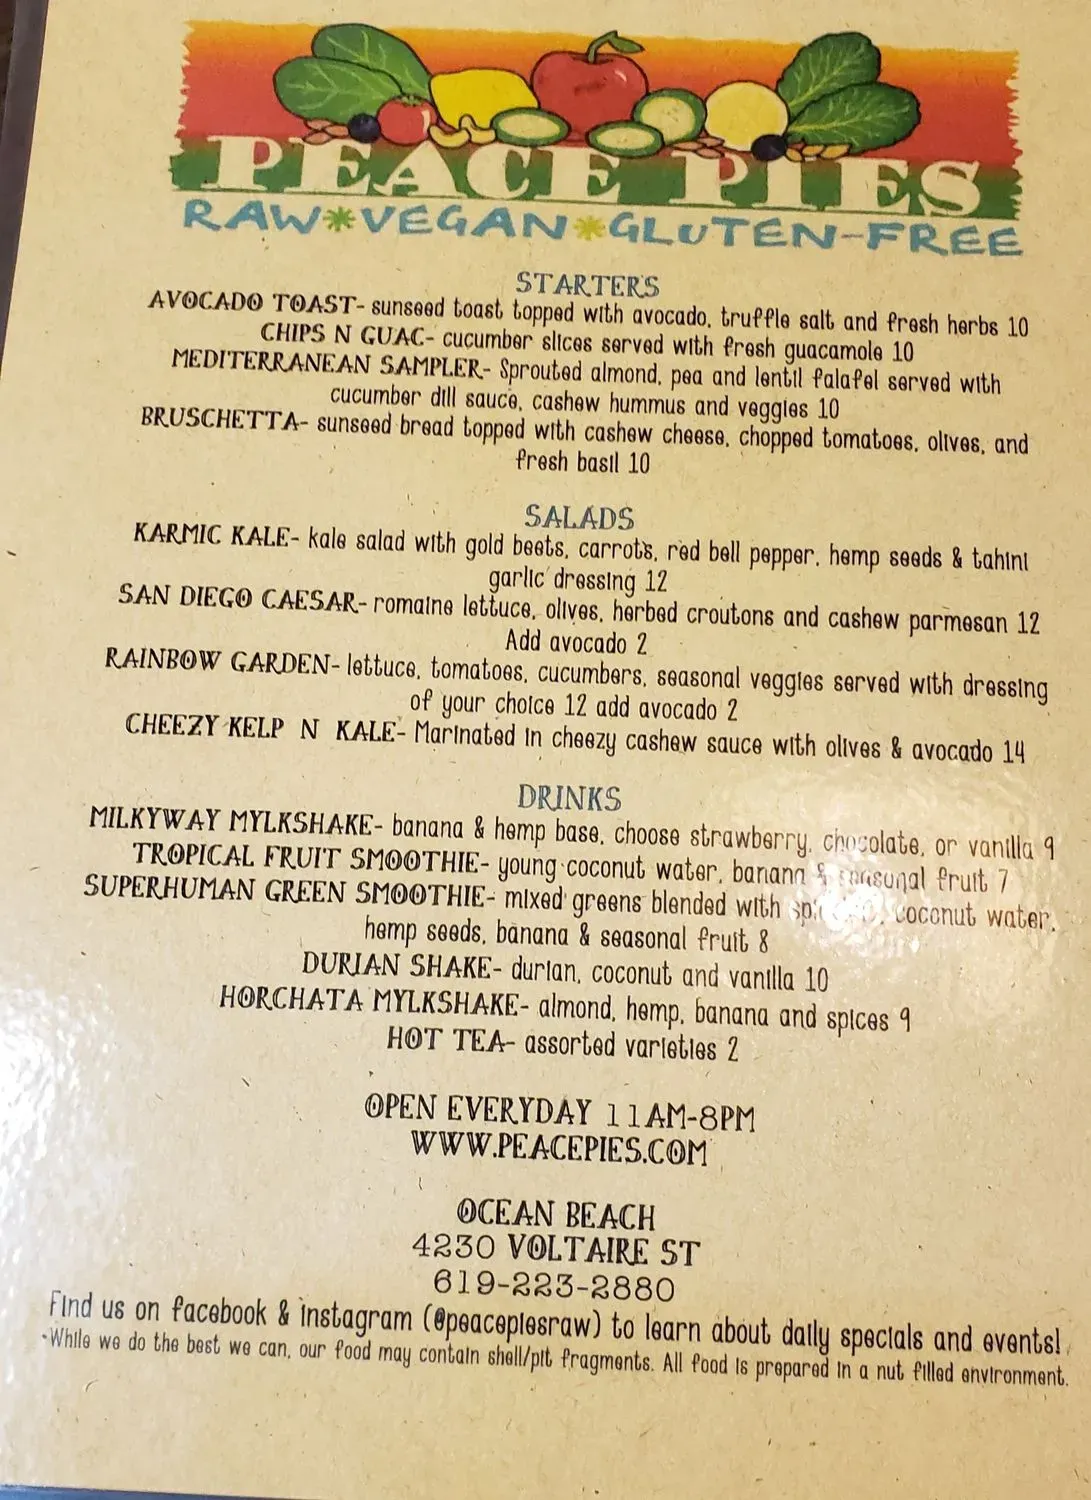 PEACE PIES
RAW*VEGAN*GLUTEN-FREE
STARTERS
AVOCADO TOAST- sunseed toast topped with avocado, truffle salt and fresh herbs 10
CHIPS N GUAC- cucumber slices served with fresh guacamole 10
MEDITERRANEAN SAMPLER- Sprouted almond, pea and lentil falafel served with
cucumber dill sauce, cashew hummus and veggies 10
BRUSCHETTA- sunseed bread topped with cashew cheese, chopped tomatoes, olives, and
fresh basil 10
SALADS
KARMIC KALE- kale salad with gold beets, carrots, red bell pepper, hemp seeds & tahini
garlic dressing 12
SAN DIEGO CAESAR- romaine lettuce, olives, herbed croutons and cashew parmesan 12
Add avocado 2
RAINBOW GARDEN- lettuce, tomatoes, cucumbers, seasonal veggies served with dressing
of your choice 12 add avocado 2
CHEEZY KELP N KALE- Marinated in cheezy cashew sauce with olives & avocado 14
DRINKS
MILKYWAY MYLKSHAKE- banana & hemp base, choose strawberry, chocolate, or vanilla 9
TROPICAL FRUIT SMOOTHIE- young coconut water, banana & seasonal fruit 7
SUPERHUMAN GREEN SMOOTHIE- mixed greens blended with coconut water,
hemp seeds, banana & seasonal fruit 8
DURIAN SHAKE- durian, coconut and vanilla 10
HORCHATA MYLKSHAKE- almond, hemp, banana and spices 9
HOT TEA- assorted varieties 2
OPEN EVERYDAY 11AM-8PM
WWW.PEACEPIES.COM
OCEAN BEACH
4230 VOLTAIRE ST
619-223-2880
Find us on facebook & instagram (@peacepiesraw) to learn about daily specials and events!
*While we do the best we can, our food may contain shell/pit fragments. All food is prepared in a nut filled environment.